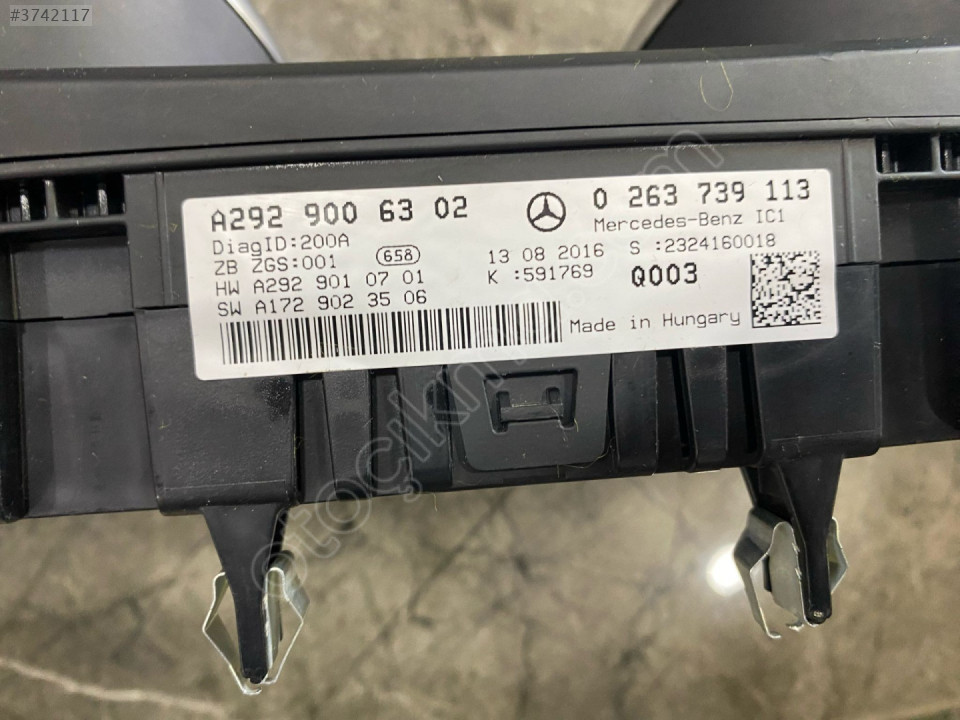 #3742117
A292 900 63 02
0 263 739 113
DiagID:200A
Mercedes-Benz IC1
ZB ZGS:001
658
13 08 2016
S :2324160018
HW A292 901 07 01
K :591769
Q003
SW A172 902 35 06
Made in Hungary